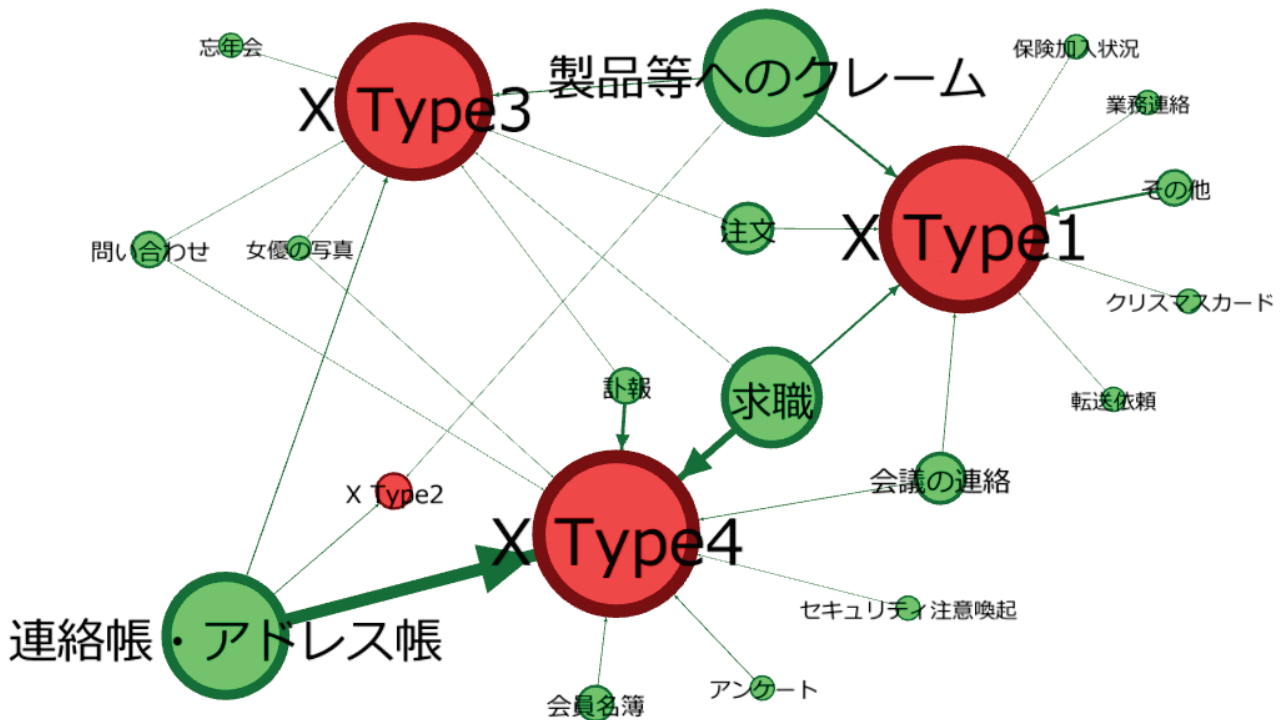 忘年会
X Type3
製品等へのクレーム
保険加入状況
業務連絡
その他
注文
X Type1
問い合わせ
女優の写真
クリスマスカード
訃報
求職
転送依頼
X Type2
会議の連絡
X Type4
セキュリティ注意喚起
連絡帳・アドレス帳
アンケート
会員名簿